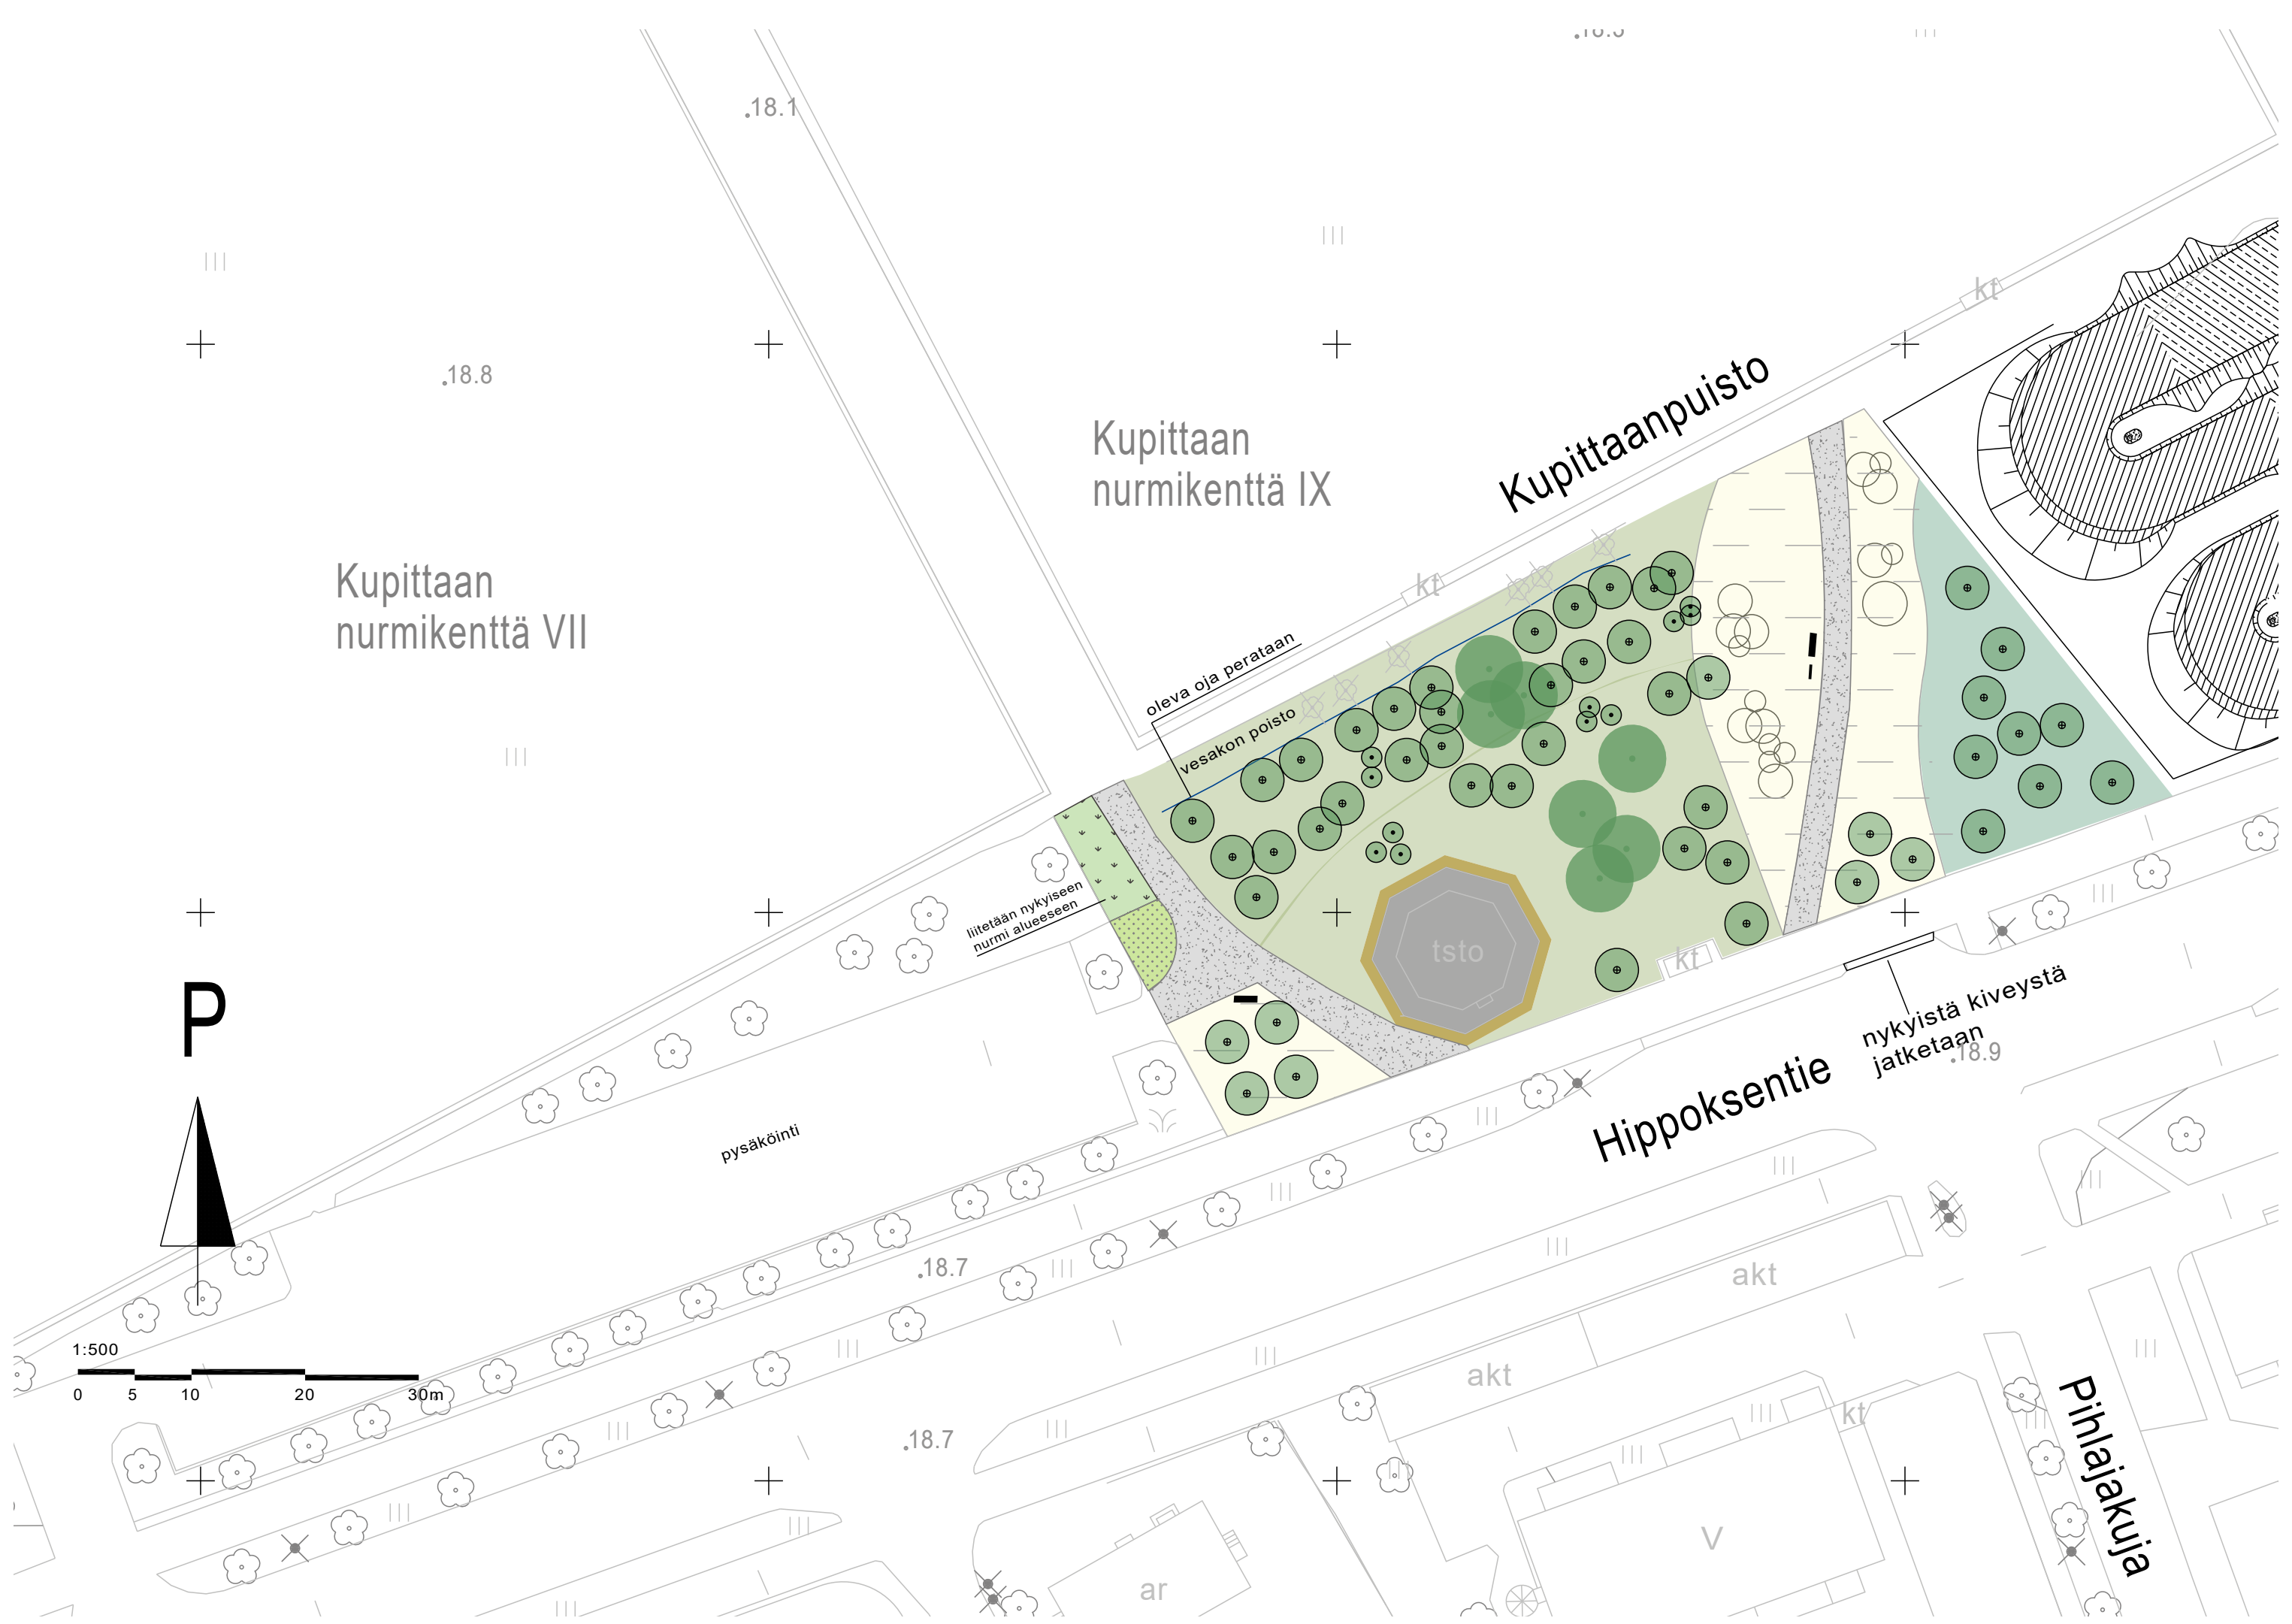 18.5
18.1
kt
18.8
Kupittaanpuisto
Kupittaan
nurmikenttä IX
Kupittaan
nurmikenttä VII
kt
oleva oja perataan
vesakon poisto
liitetään nykyiseen
nurmi alueeseen
tsto
kt
P
nykyistä kiveystä
jatketaan
18.9
Hippoksentie
pysäköinti
18.7
akt
1:500
0 5 10 20 30m
akt
kt
18.7
Pihlajakuja
V
ar